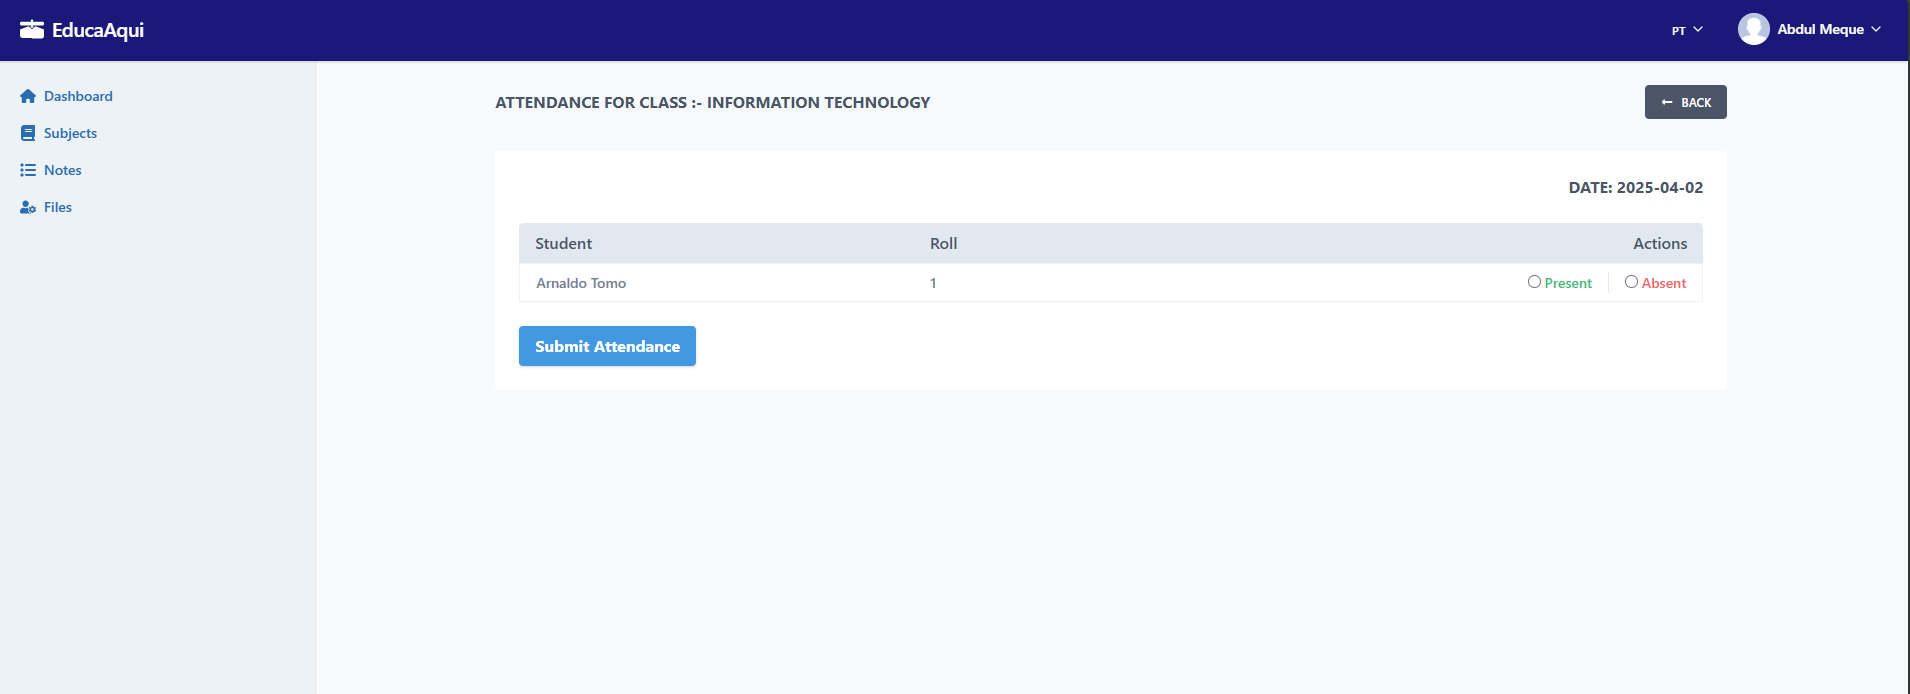 EducaAqui
PT
Abdul Meque
Dashboard
Subjects
Notes
Files
ATTENDANCE FOR CLASS :- INFORMATION TECHNOLOGY
BACK
DATE: 2025-04-02
Student Roll Actions
Arnaldo Tomo 1 Present Absent
Submit Attendance